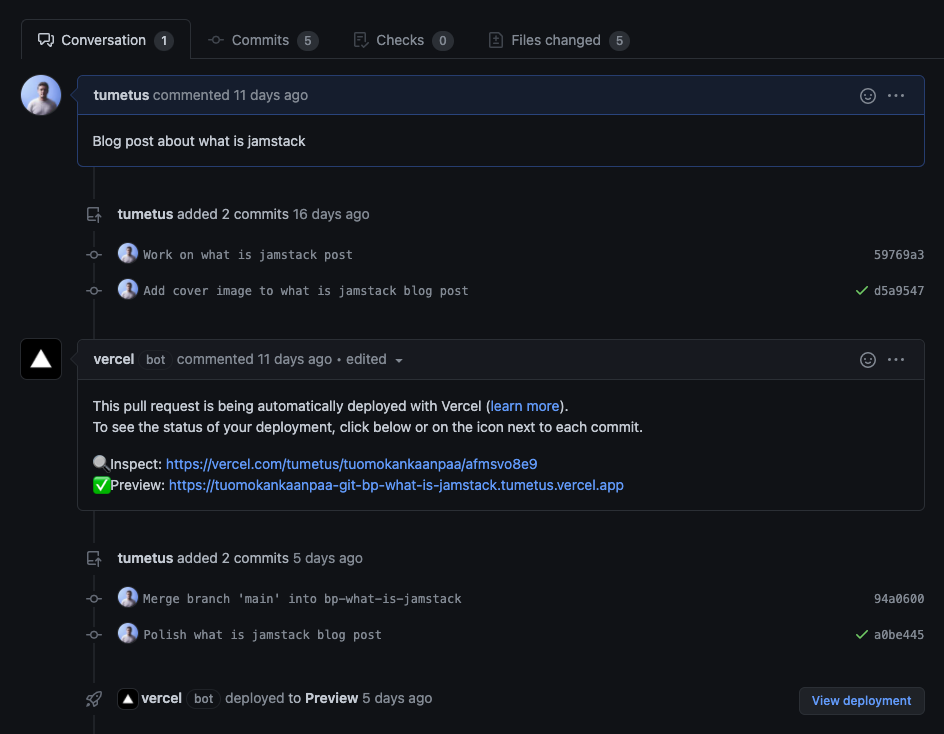 Conversation 1 Commits 5 Checks 0 Files changed 5
tumetus commented 11 days ago
Blog post about what is jamstack
tumetus added 2 commits 16 days ago
Work on what is jamstack post 59769a3
Add cover image to what is jamstack blog post d5a9547
vercel bot commented 11 days ago • edited
This pull request is being automatically deployed with Vercel (learn more).
To see the status of your deployment, click below or on the icon next to each commit.
🔍Inspect: https://vercel.com/tumetus/tuomokankaanpaa/afmsvo8e9
✅Preview: https://tuomokankaanpaa-git-bp-what-is-jamstack.tumetus.vercel.app
tumetus added 2 commits 5 days ago
Merge branch 'main' into bp-what-is-jamstack 94a0600
Polish what is jamstack blog post a0be445
vercel bot deployed to Preview 5 days ago View deployment